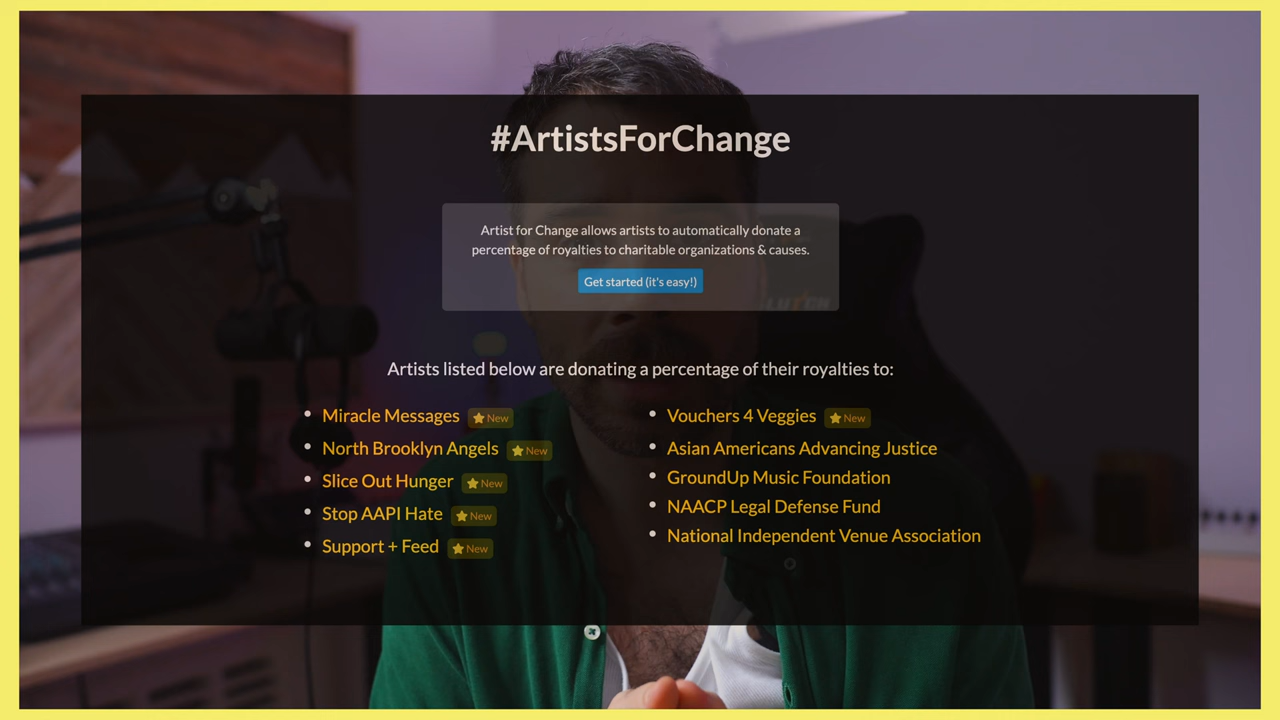 #ArtistsForChange
Artist for Change allows artists to automatically donate a
percentage of royalties to charitable organizations & causes.
Get started (it's easy!)
Artists listed below are donating a percentage of their royalties to:
Miracle Messages New
North Brooklyn Angels New
Slice Out Hunger New
Stop AAPI Hate New
Support + Feed New
Vouchers 4 Veggies New
Asian Americans Advancing Justice
GroundUp Music Foundation
NAACP Legal Defense Fund
National Independent Venue Association